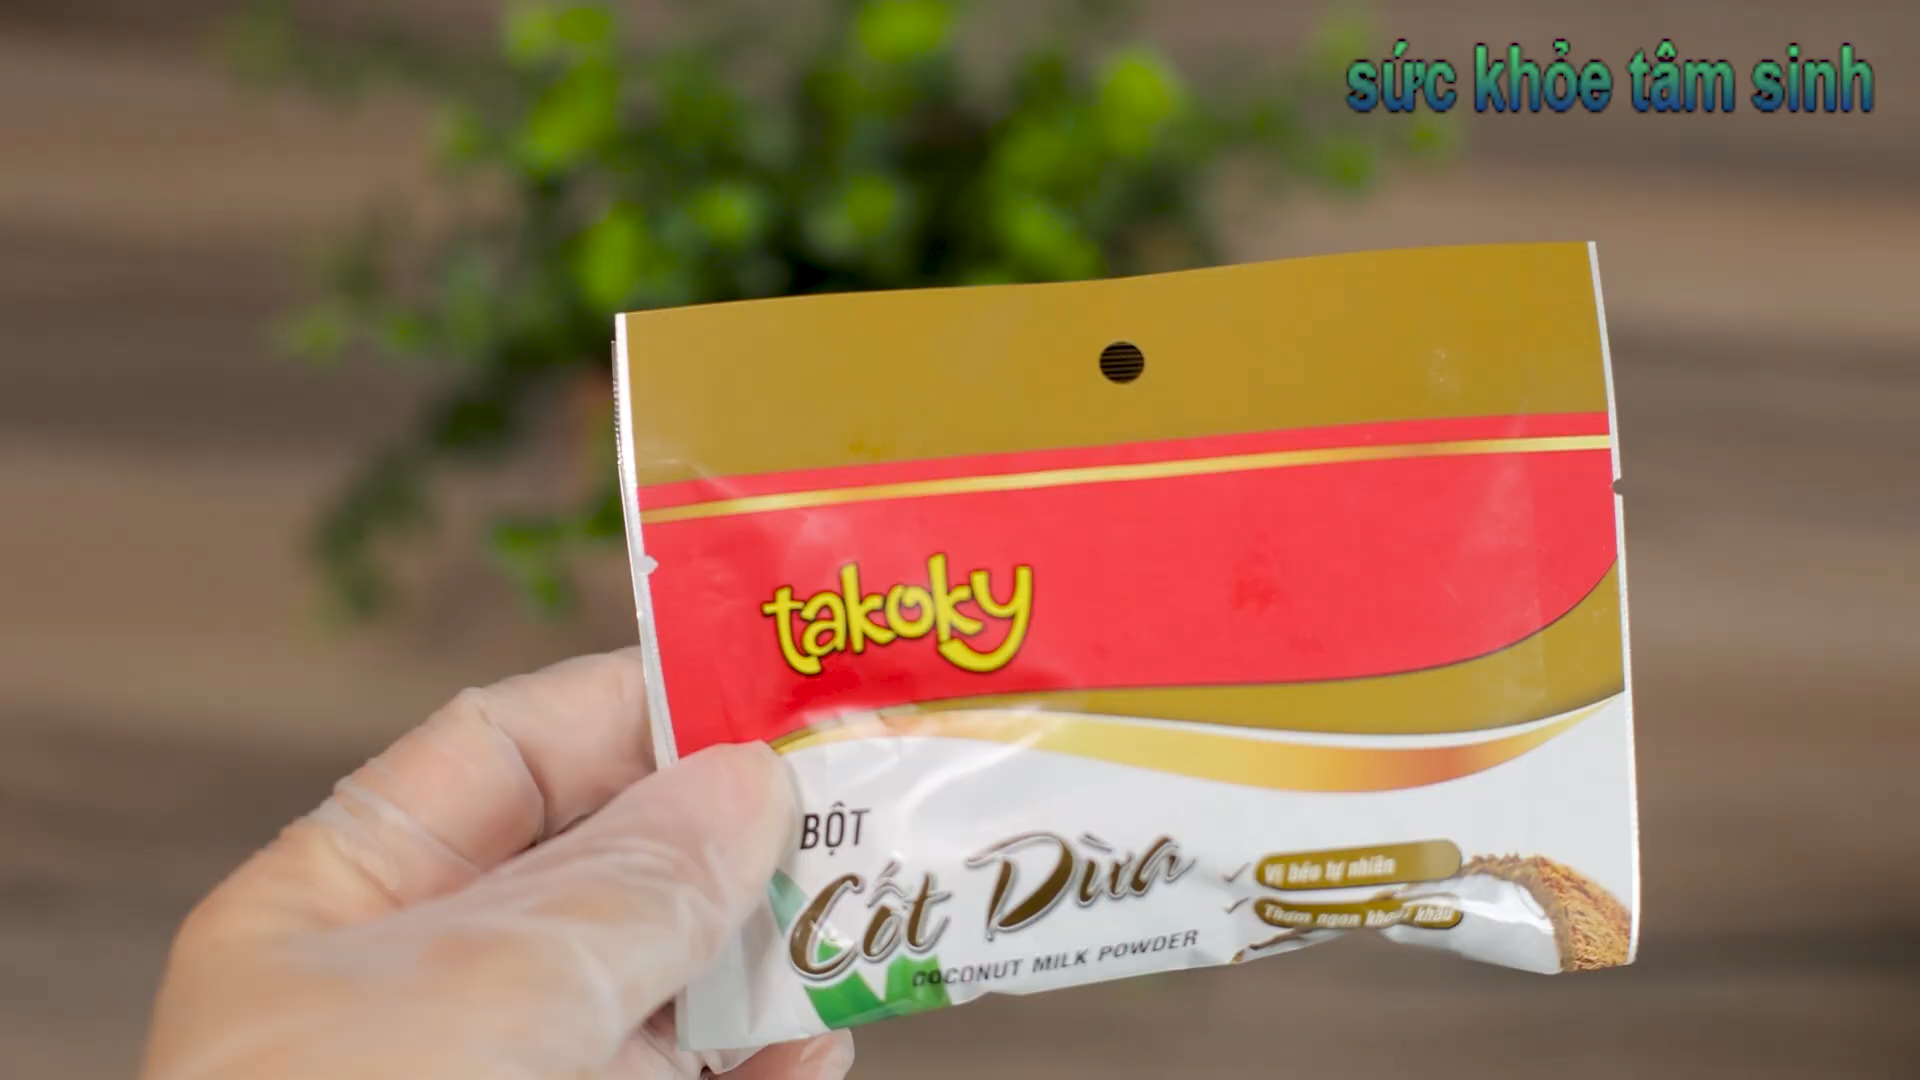 sức khỏe tâm sinh
takoky
BỘT
Cốt Dừa
COCONUT MILK POWDER
Vị béo tự nhiên
Thơm ngon khoái khẩu